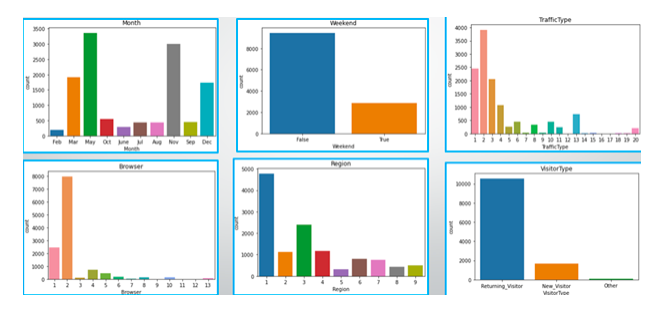 Month
3500
3000
2500
2000
1500
1000
500
0
count
Feb Mar May Oct June Jul Aug Nov Sep Dec
Month
Weekend
8000
6000
4000
2000
0
count
False True
Weekend
TrafficType
4000
3500
3000
2500
2000
1500
1000
500
0
count
1 2 3 4 5 6 7 8 9 10 11 12 13 14 15 16 17 18 19 20
TrafficType
Browser
8000
7000
6000
5000
4000
3000
2000
1000
0
count
1 2 3 4 5 6 7 8 9 10 11 12 13
Browser
Region
5000
4000
3000
2000
1000
0
count
1 2 3 4 5 6 7 8 9
Region
VisitorType
10000
8000
6000
4000
2000
0
count
Returning_Visitor New_Visitor Other
VisitorType